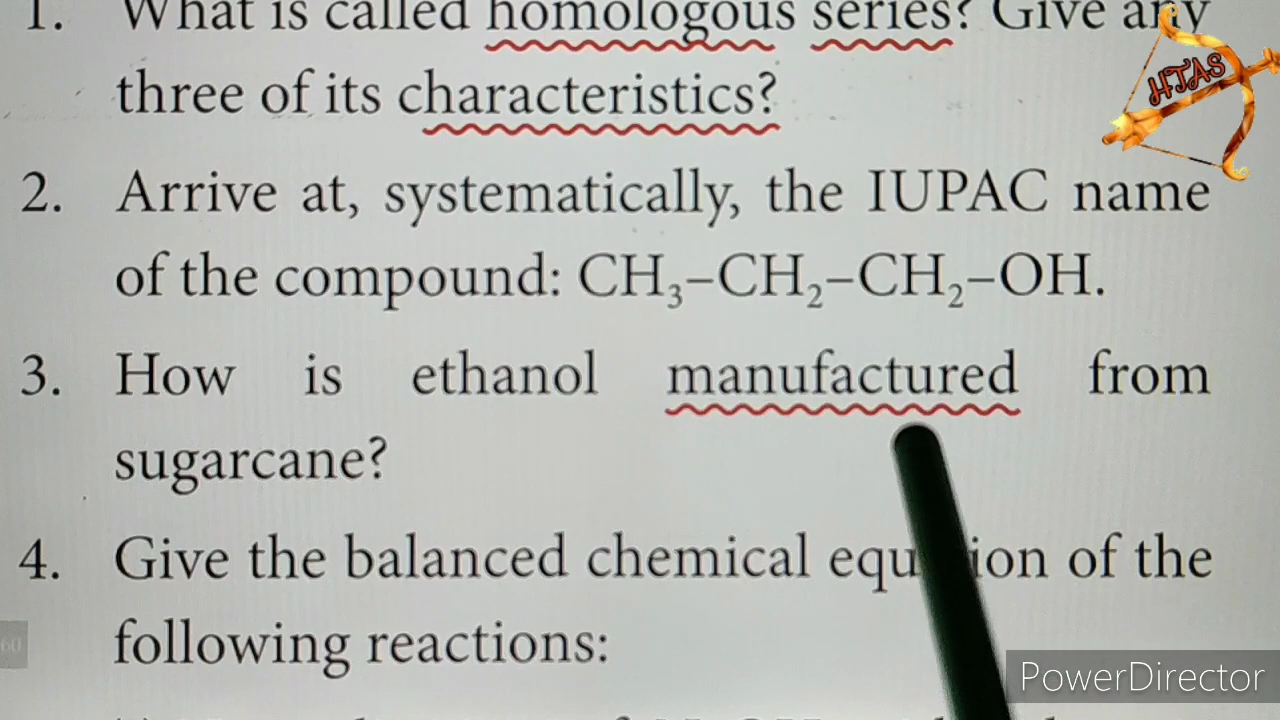 1. What is called homologous series? Give any
three of its characteristics?
HTAS
2. Arrive at, systematically, the IUPAC name
of the compound: CH₃–CH₂–CH₂–OH.
3. How is ethanol manufactured from
sugarcane?
4. Give the balanced chemical equ ion of the
following reactions:
60
PowerDirector